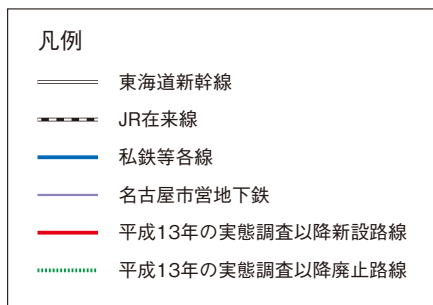 凡例
東海道新幹線
JR在来線
私鉄等各線
名古屋市営地下鉄
平成13年の実態調査以降新設路線
平成13年の実態調査以降廃止路線